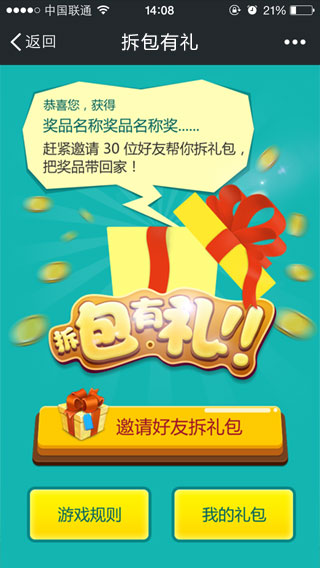 中国联通 14:08 21%
返回 拆包有礼
恭喜您，获得
奖品名称奖品名称奖......
赶紧邀请 30 位好友帮你拆礼包，
把奖品带回家！
拆包有礼!!
邀请好友拆礼包
游戏规则 我的礼包